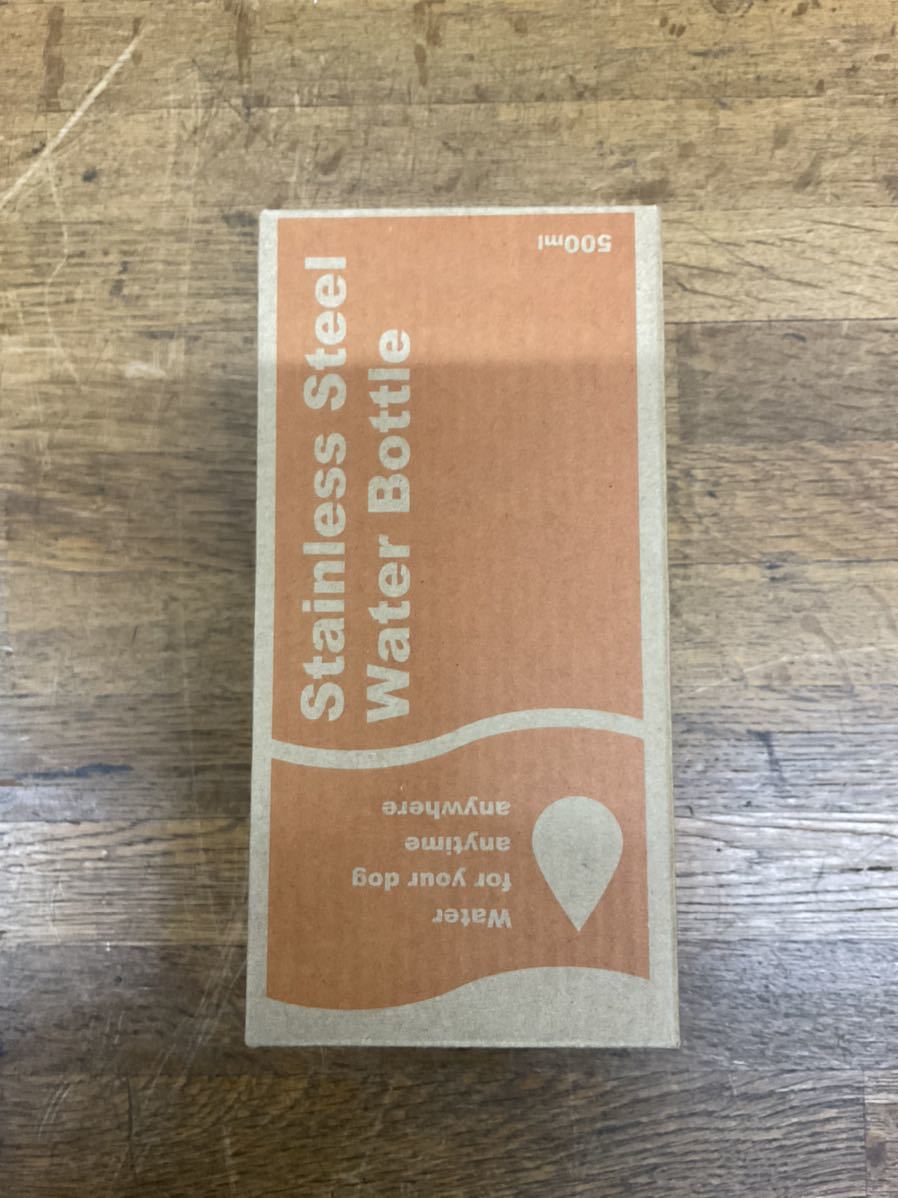 Stainless Steel
Water Bottle
Water
for your dog
anytime
anywhere
500ml